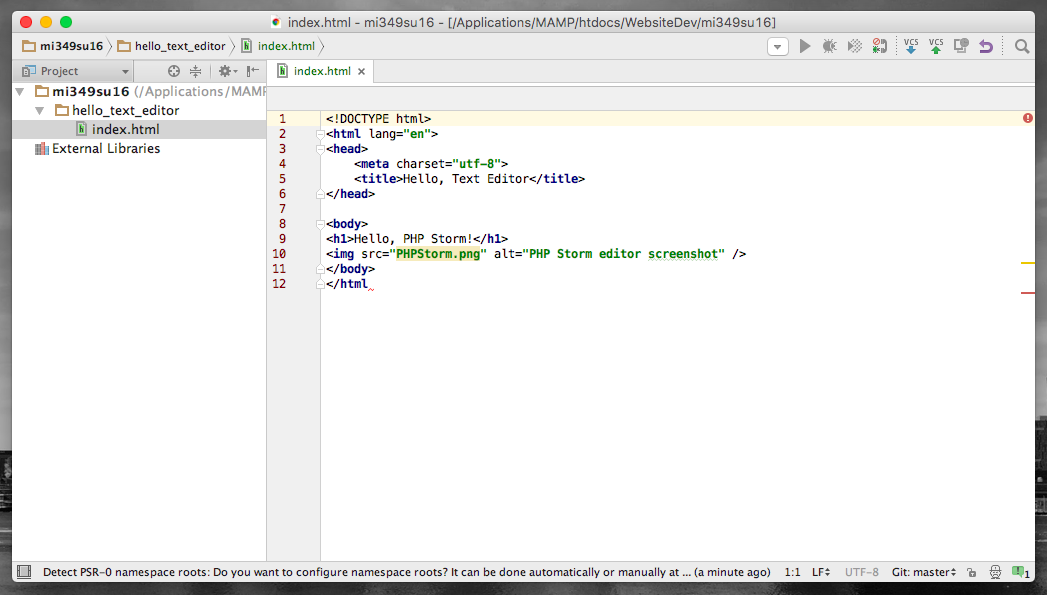 index.html - mi349su16 - [/Applications/MAMP/htdocs/WebsiteDev/mi349su16]
mi349su16 hello_text_editor index.html
VCS VCS
Project
index.html
mi349su16 (/Applications/MAMP
hello_text_editor
index.html
External Libraries
1 <!DOCTYPE html>
2 <html lang="en">
3 <head>
4     <meta charset="utf-8">
5     <title>Hello, Text Editor</title>
6 </head>
7
8 <body>
9 <h1>Hello, PHP Storm!</h1>
10 <img src="PHPStorm.png" alt="PHP Storm editor screenshot" />
11 </body>
12 </html
Detect PSR-0 namespace roots: Do you want to configure namespace roots? It can be done automatically or manually at ... (a minute ago) 1:1 LF UTF-8 Git: master 1